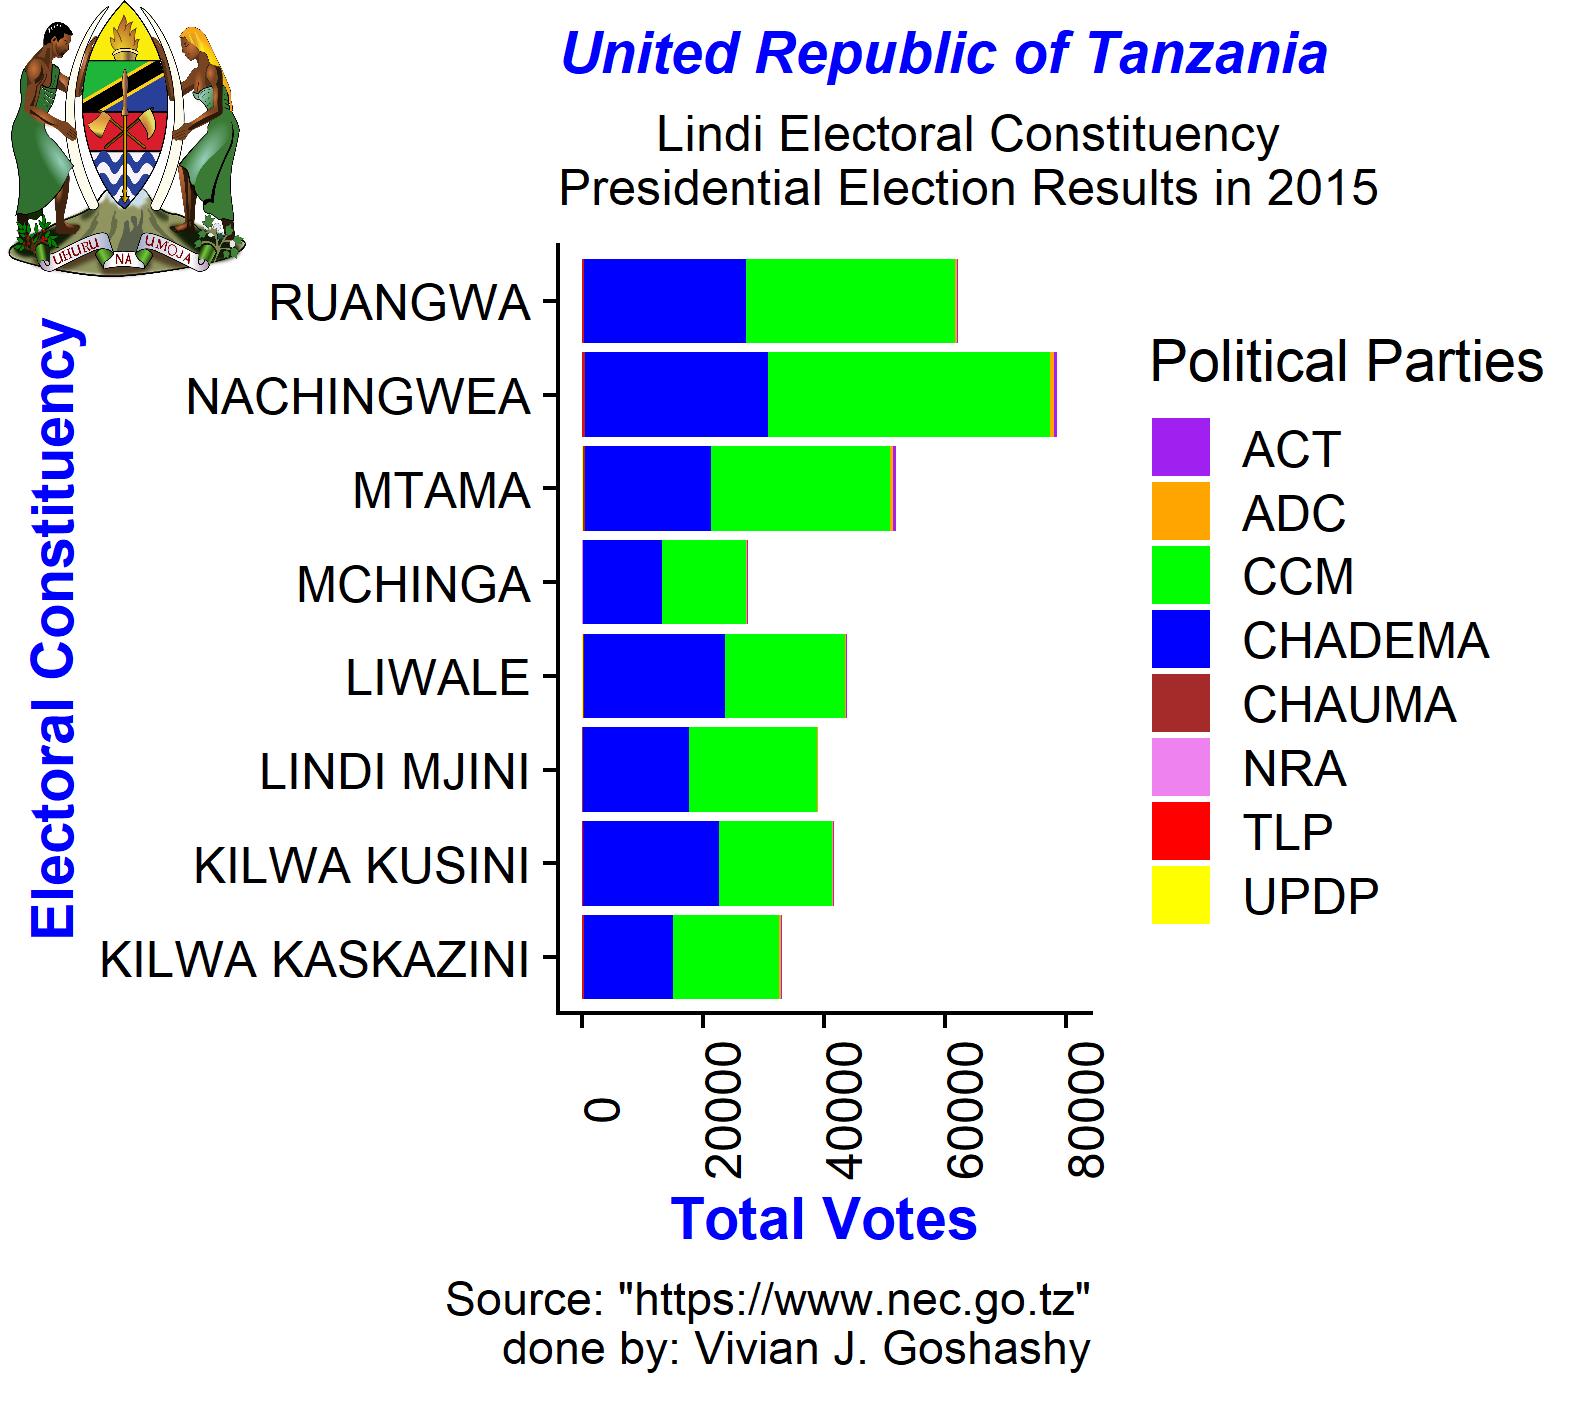 United Republic of Tanzania
Lindi Electoral Constituency
Presidential Election Results in 2015
UHURU NA UMOJA
Electoral Constituency
RUANGWA
NACHINGWEA
MTAMA
MCHINGA
LIWALE
LINDI MJINI
KILWA KUSINI
KILWA KASKAZINI
0
20000
40000
60000
80000
Total Votes
Political Parties
ACT
ADC
CCM
CHADEMA
CHAUMA
NRA
TLP
UPDP
Source: "https://www.nec.go.tz"
done by: Vivian J. Goshashy